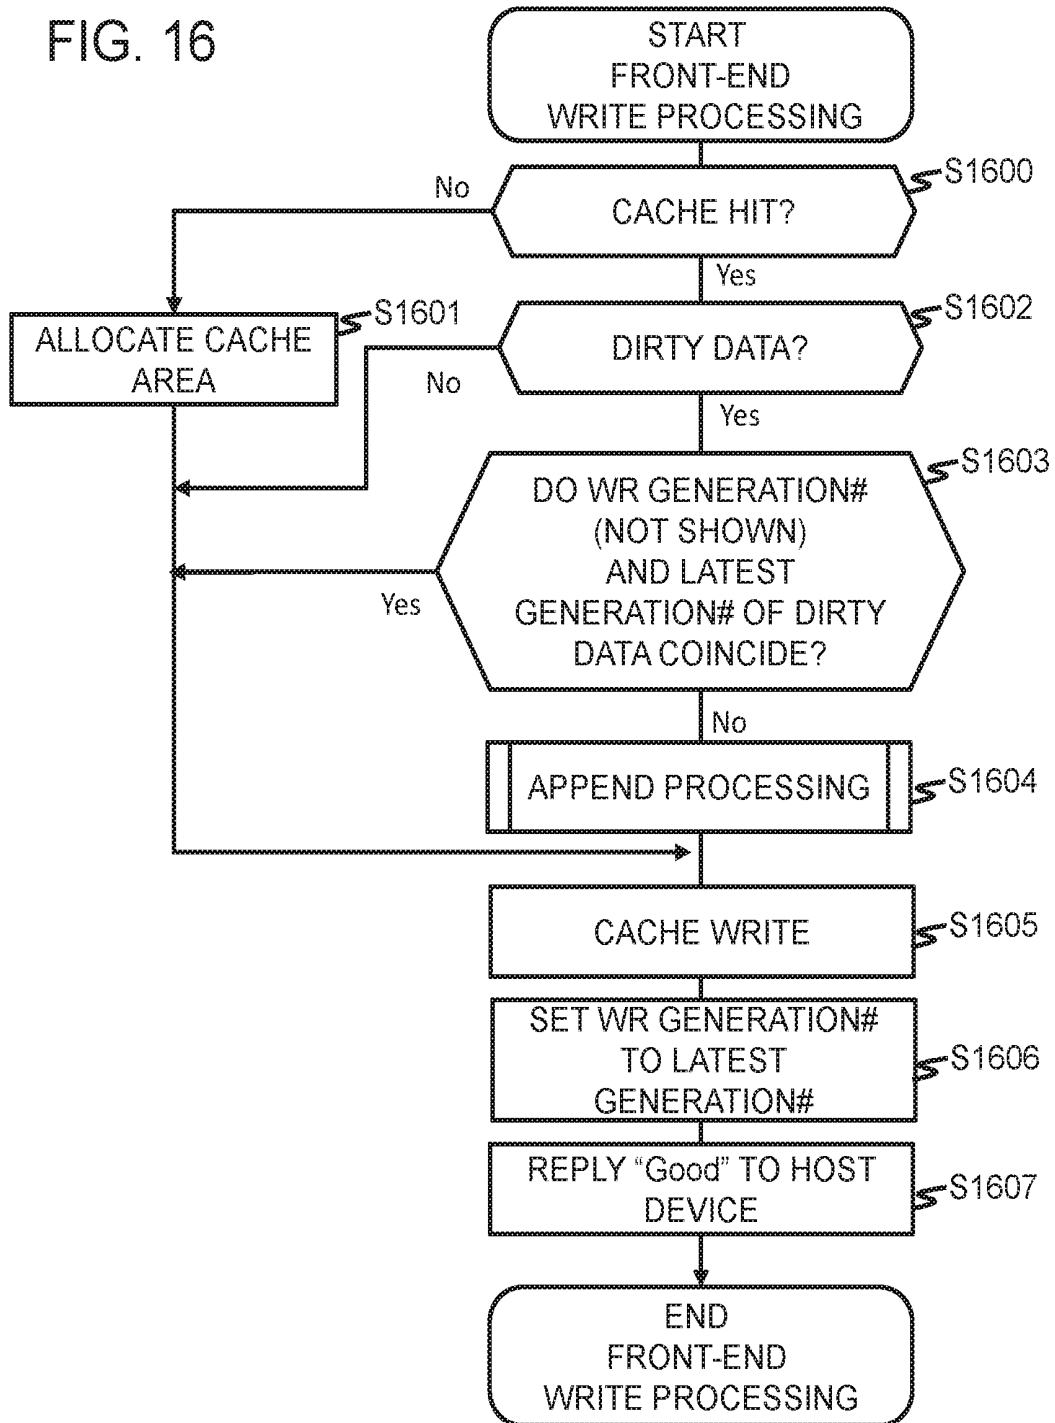 FIG. 16
START
FRONT-END
WRITE PROCESSING
S1600
No
CACHE HIT?
Yes
S1601
ALLOCATE CACHE
AREA
S1602
DIRTY DATA?
No
Yes
S1603
DO WR GENERATION#
(NOT SHOWN)
AND LATEST
GENERATION# OF DIRTY
DATA COINCIDE?
Yes
No
APPEND PROCESSING
S1604
CACHE WRITE
S1605
SET WR GENERATION#
TO LATEST
GENERATION#
S1606
REPLY “Good” TO HOST
DEVICE
S1607
END
FRONT-END
WRITE PROCESSING